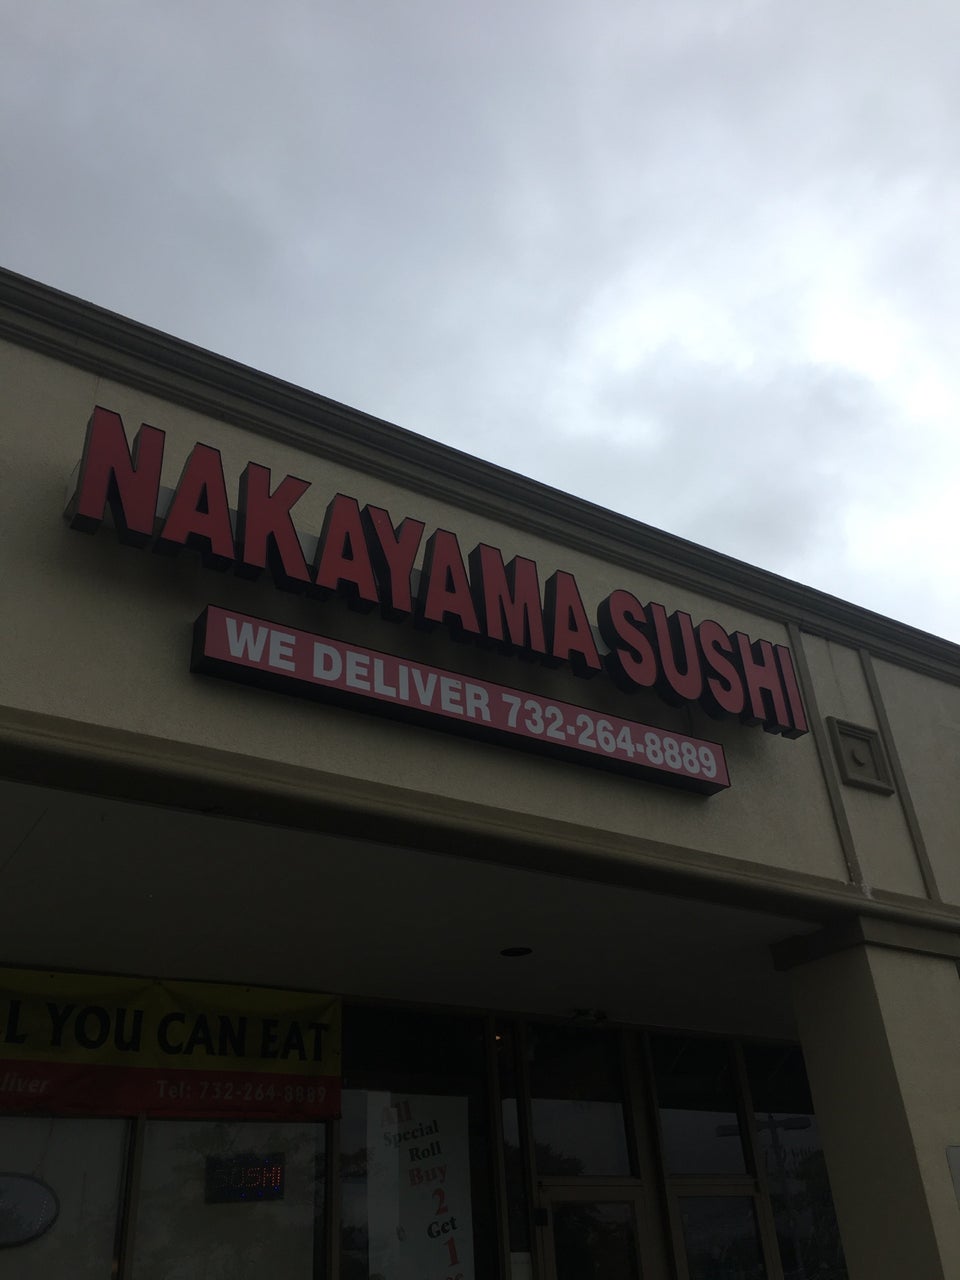 NAKAYAMA SUSHI
WE DELIVER 732-264-8889
YOU CAN EAT
Tel: 732-264-8889
SUSHI
All
Special
Roll
Buy
2
Get
1